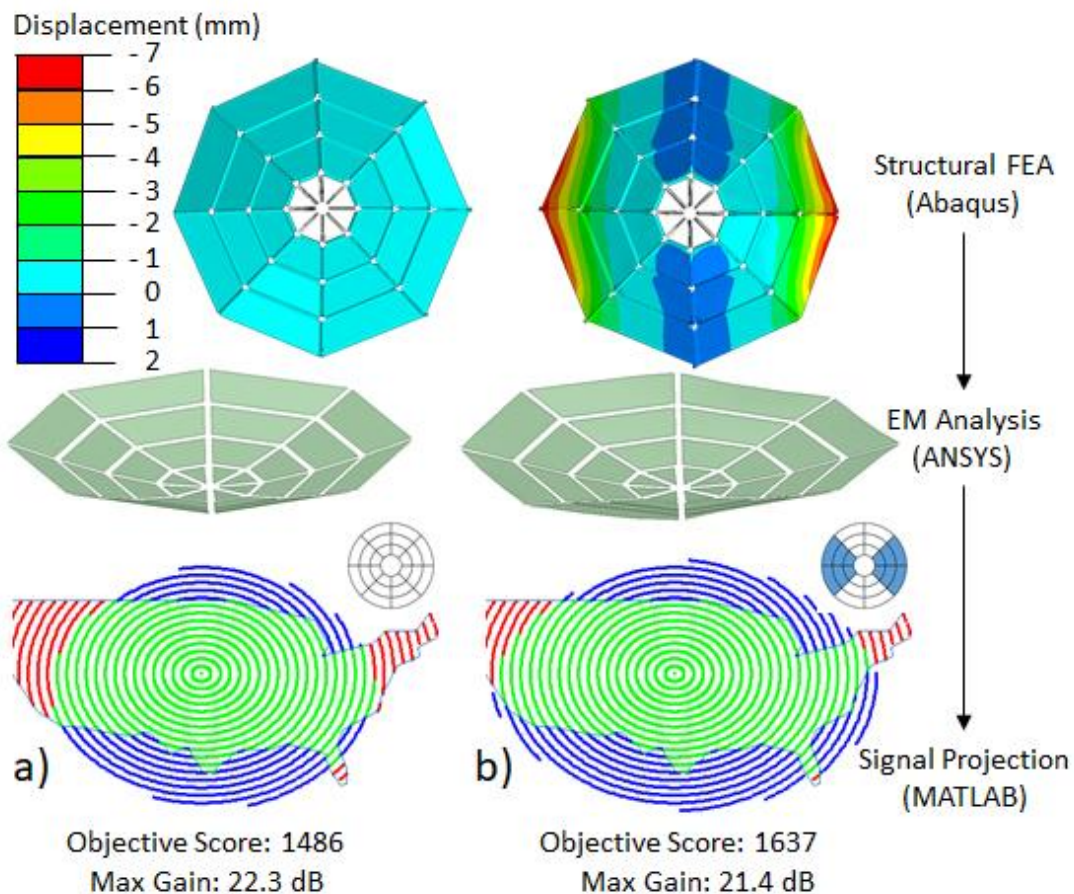 Displacement (mm)
- 7
- 6
- 5
- 4
- 3
- 2
- 1
0
1
2
Structural FEA
(Abaqus)
EM Analysis
(ANSYS)
Signal Projection
(MATLAB)
a)
b)
Objective Score: 1486
Max Gain: 22.3 dB
Objective Score: 1637
Max Gain: 21.4 dB